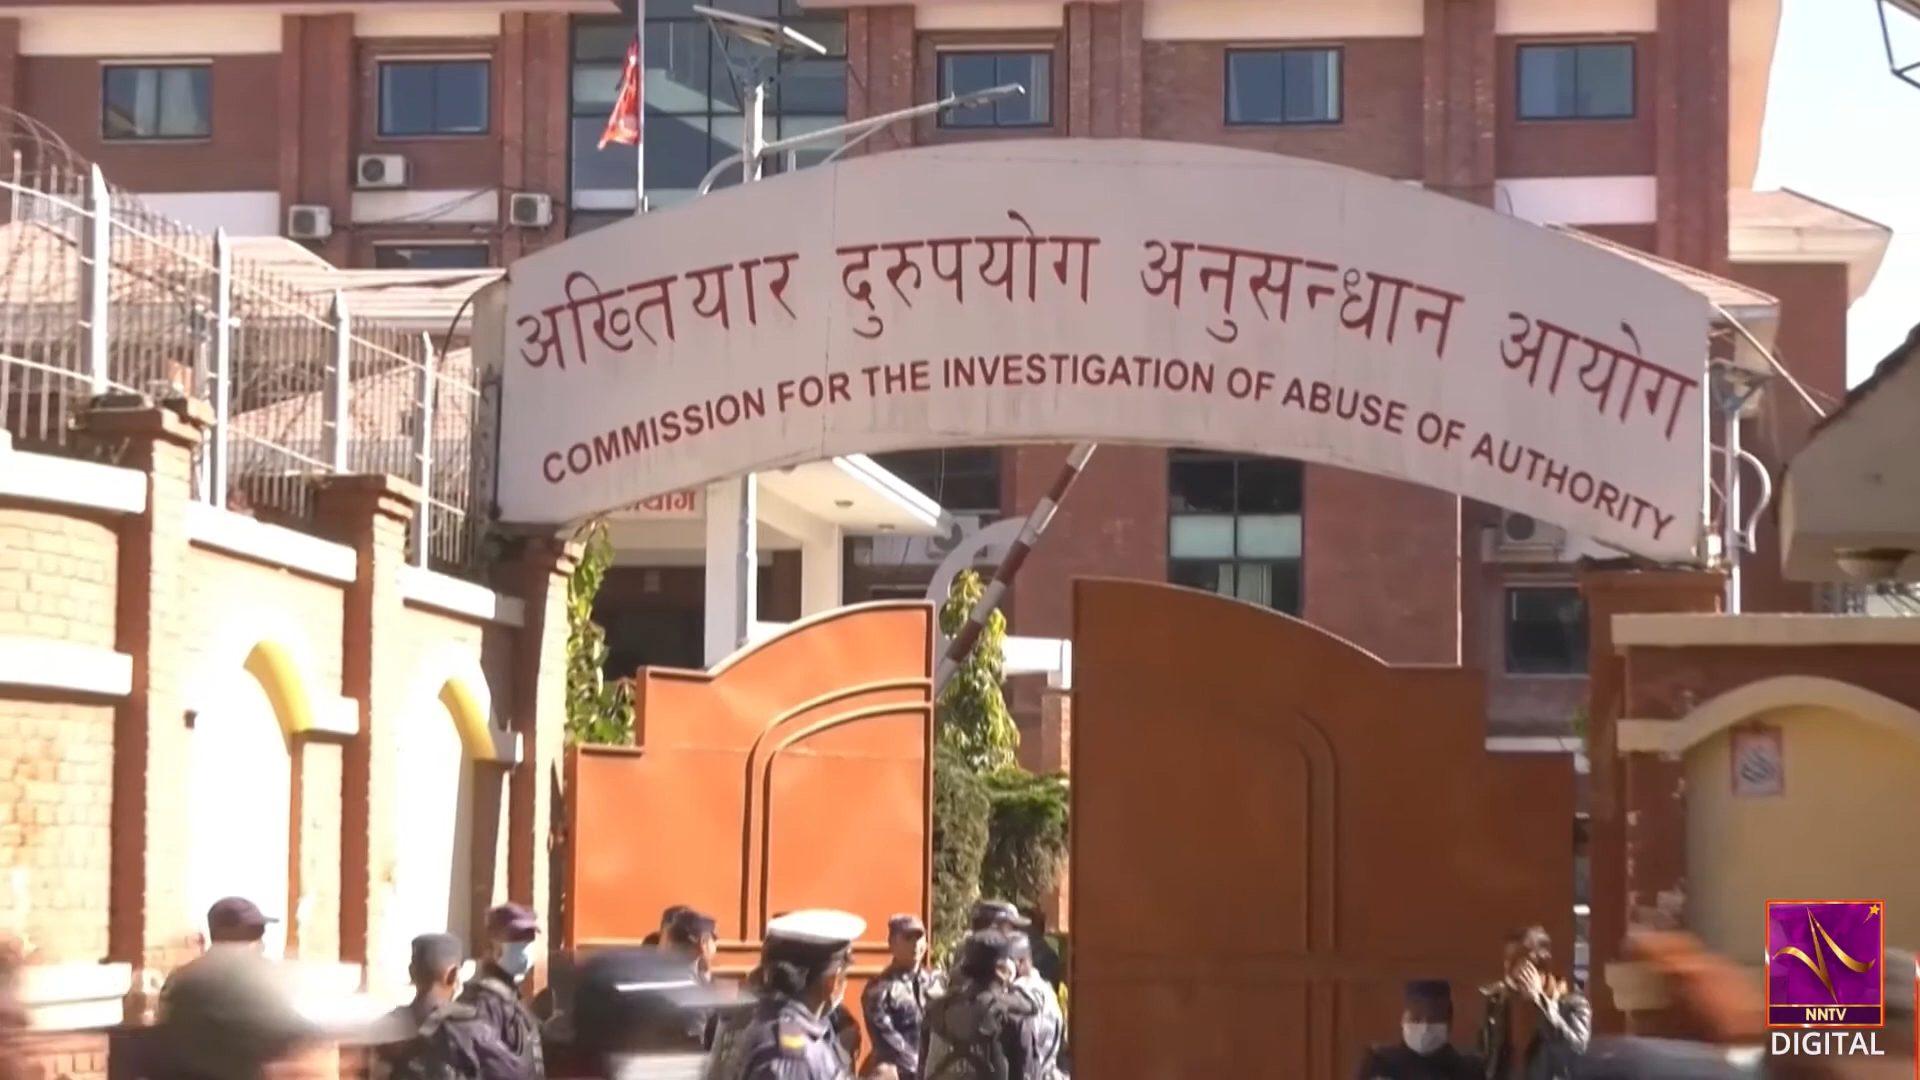 अख्तियार दुरुपयोग अनुसन्धान आयोग
COMMISSION FOR THE INVESTIGATION OF ABUSE OF AUTHORITY
NNTV
DIGITAL